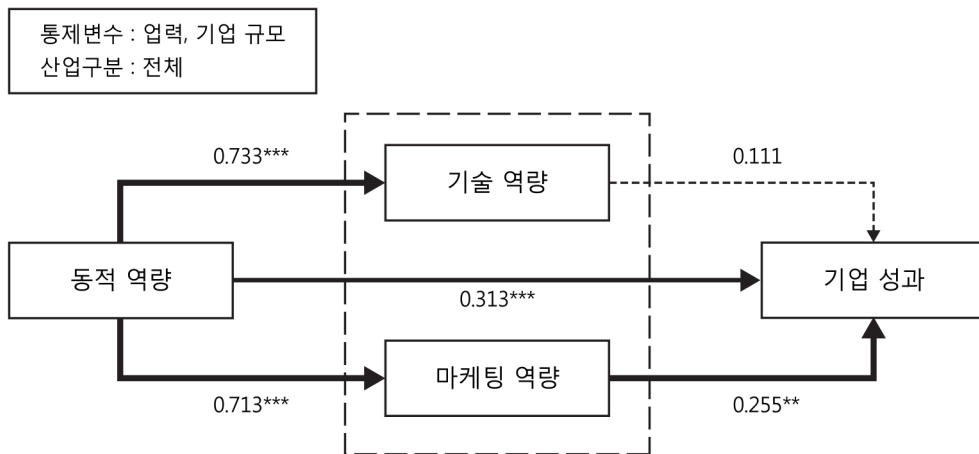 통제변수 : 업력, 기업 규모
산업구분 : 전체
0.733***
0.111
기술 역량
동적 역량
기업 성과
0.313***
마케팅 역량
0.713***
0.255**